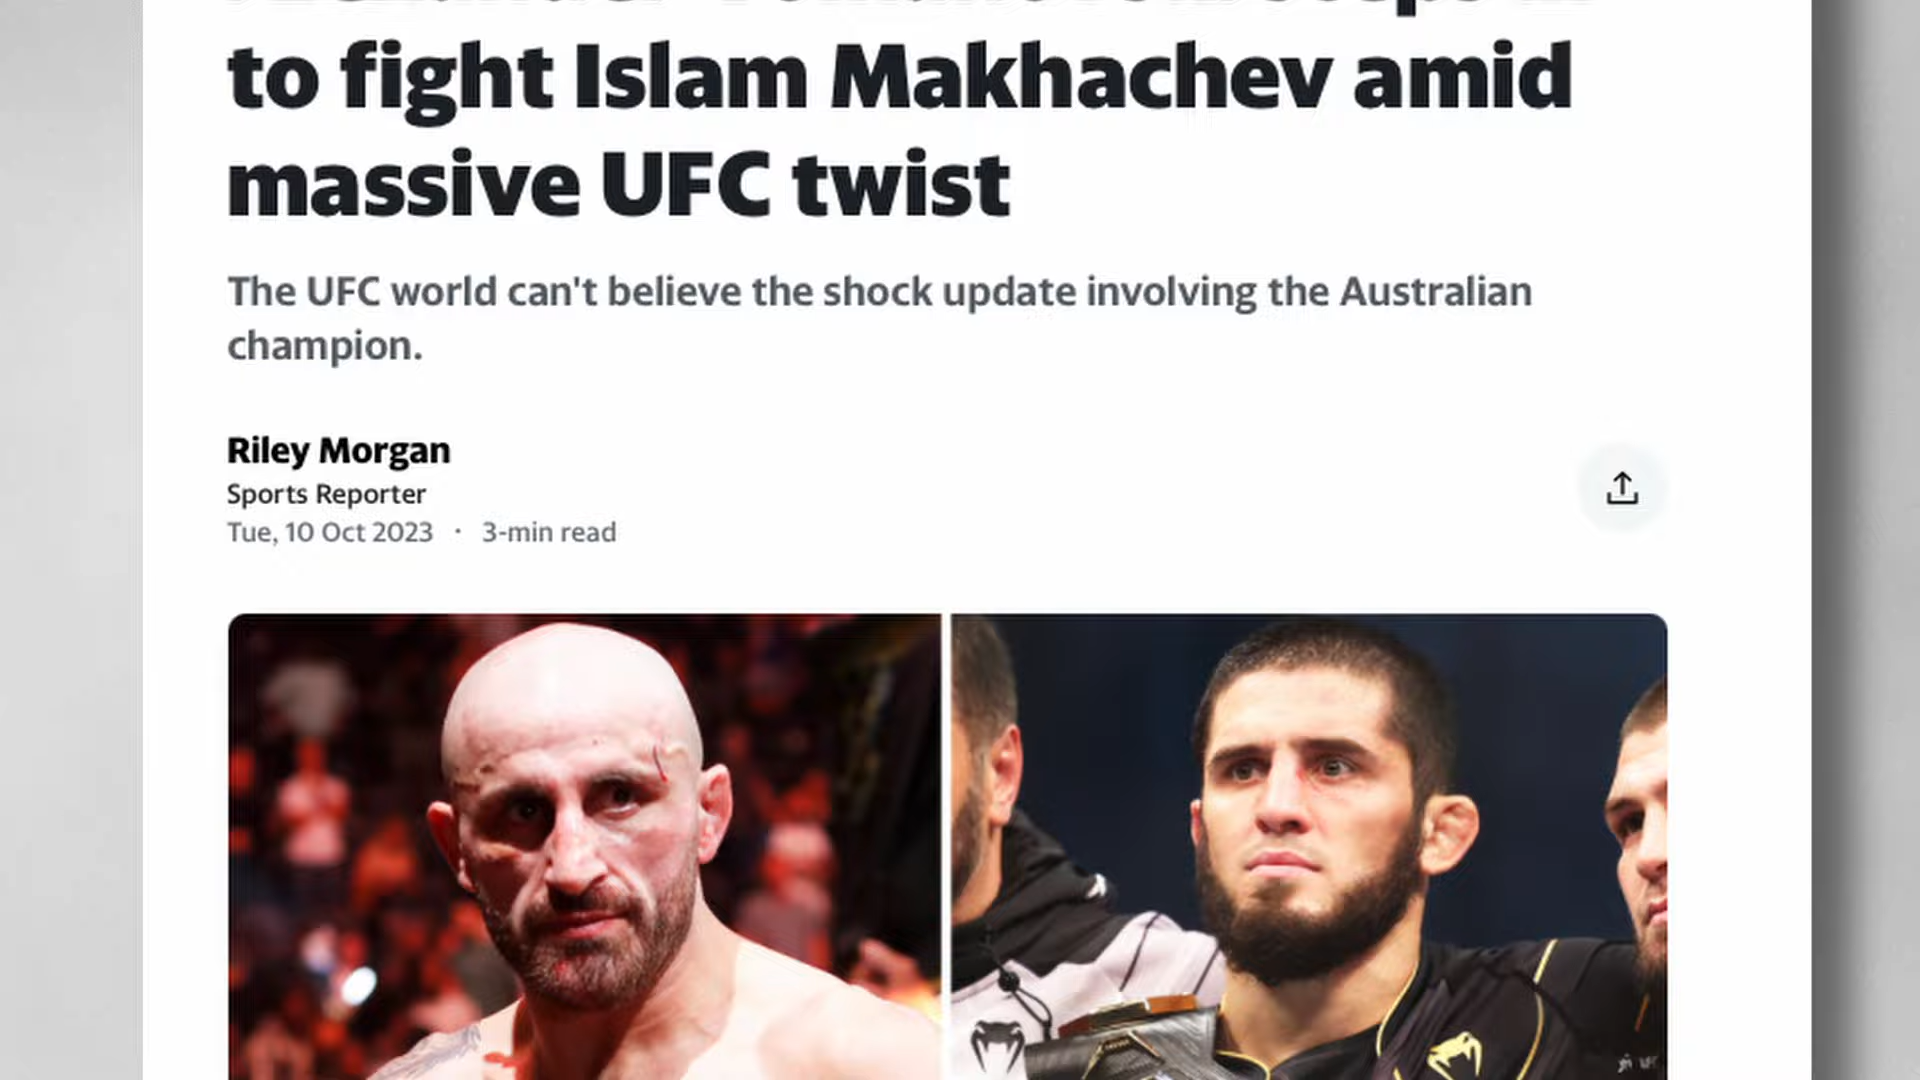 to fight Islam Makhachev amid
massive UFC twist
The UFC world can't believe the shock update involving the Australian
champion.
Riley Morgan
Sports Reporter
Tue, 10 Oct 2023 · 3-min read